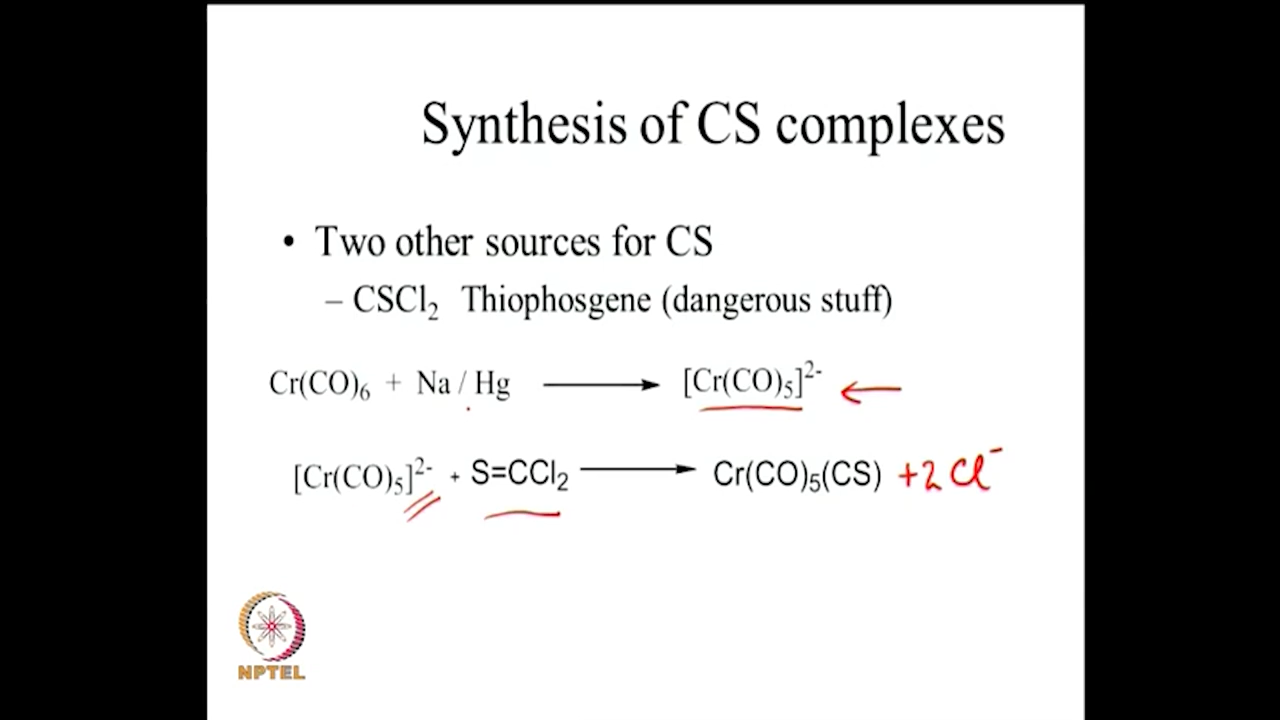 Synthesis of CS complexes
• Two other sources for CS
– CSCl₂ Thiophosgene (dangerous stuff)
Cr(CO)₆ + Na / Hg ⟶ [Cr(CO)₅]²⁻ ←
[Cr(CO)₅]²⁻ + S=CCl₂ ⟶ Cr(CO)₅(CS) + 2 Cl⁻
NPTEL